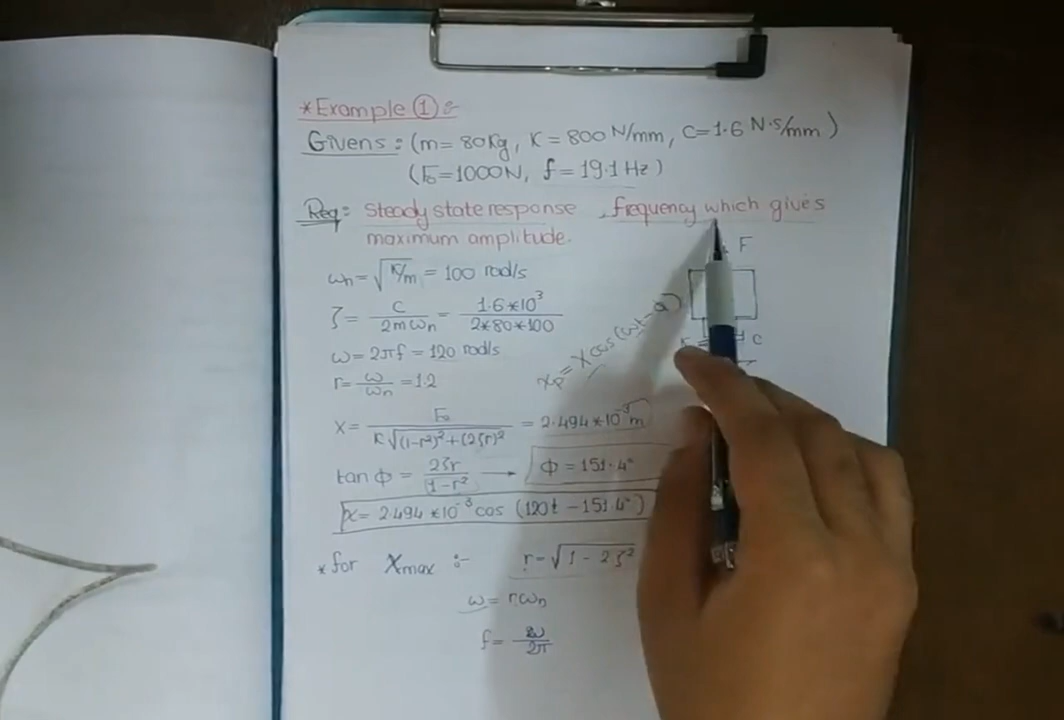 *Example ① :-
Givens: (m= 80Kg, K = 800 N/mm, C=1.6 N.S/mm)
(F₀=1000N, f = 19.1 Hz)
Req: Steady state response , frequency which gives
maximum amplitude.
F
ωn = √K/m = 100 rad/s
ζ = C / 2mωn = 1.6*10³ / 2*80*100
xp = X cos(ωt-Ø)
C
ω = 2πf = 120 rad/s
r = ω/ωn = 1.2
X = F₀ / K√(1-r²)²+(2ζr)² = 2.494*10⁻³m
tan Φ = 2ζr / 1-r² → Φ = 151.4°
x = 2.494*10⁻³ cos (120t - 151.4°)
* for Xmax :- r = √1 - 2ζ²
ω = rωn
f = ω / 2π